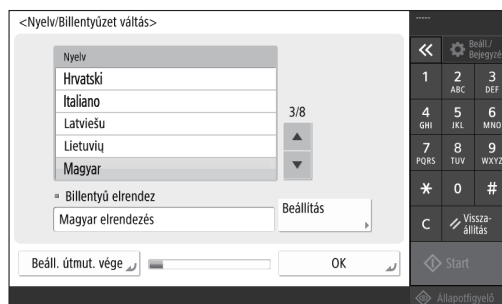 <Nyelv/Billentyűzet váltás>
Nyelv
Hrvatski
Italiano
Latviešu
Lietuvių
Magyar
3/8
Billentyű elrendez
Magyar elrendezés
Beállítás
Beáll. útmut. vége
OK
-----
Beáll./
Bejegyzé
1 2 3
ABC DEF
4 5 6
GHI JKL MNO
7 8 9
PQRS TUV WXYZ
* 0 #
C Vissza-
állítás
Start
Állapotfigyelő